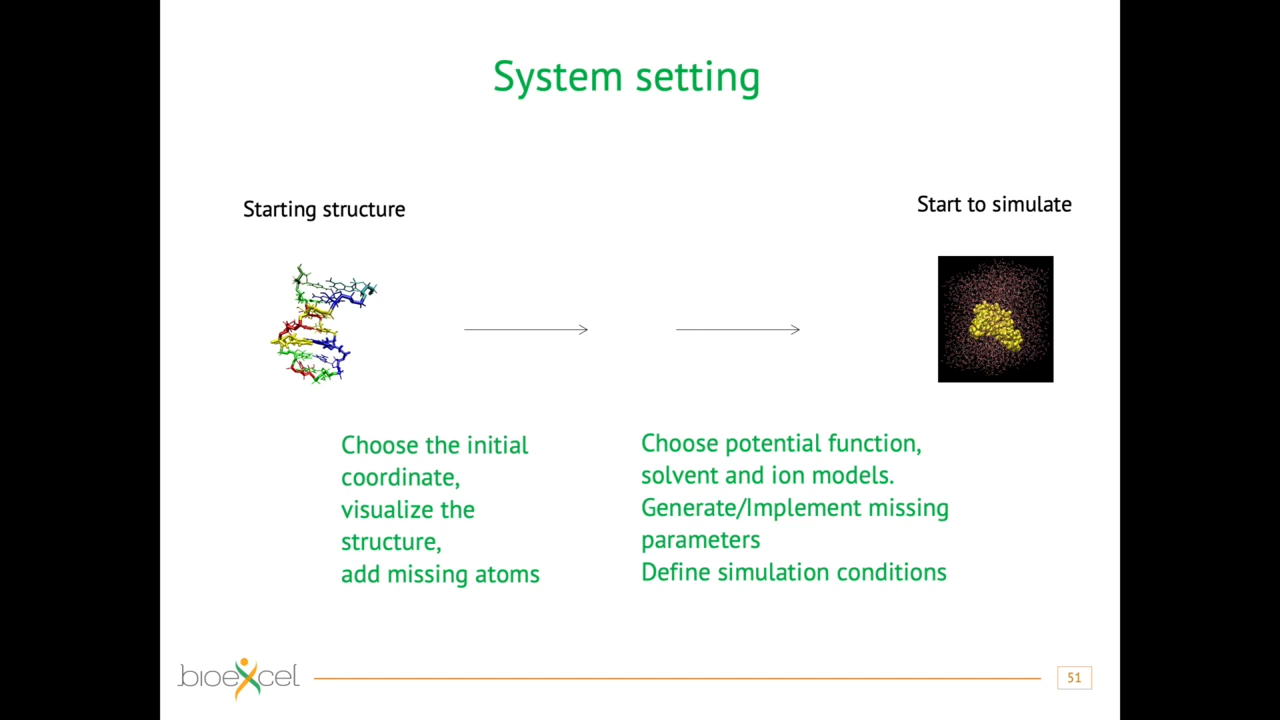 System setting
Starting structure
Start to simulate
Choose the initial
coordinate,
visualize the
structure,
add missing atoms
Choose potential function,
solvent and ion models.
Generate/Implement missing
parameters
Define simulation conditions
bioexcel
51